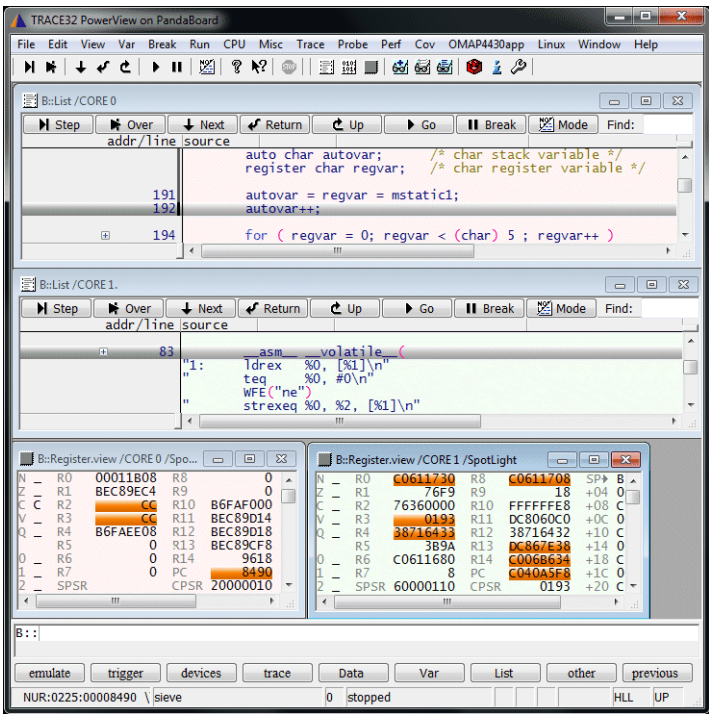 TRACE32 PowerView on PandaBoard
File Edit View Var Break Run CPU Misc Trace Probe Perf Cov OMAP4430app Linux Window Help
B::List /CORE 0
Step Over Next Return Up Go Break Mode Find:
addr/line source
auto char autovar; /* char stack variable */
register char regvar; /* char register variable */
191 autovar = regvar = mstatic1;
192 autovar++;
194 for ( regvar = 0; regvar < (char) 5 ; regvar++ )
B::List /CORE 1.
Step Over Next Return Up Go Break Mode Find:
addr/line source
83 __asm__ __volatile__(
"1: ldrex %0, [%1]\n"
" teq %0, #0\n"
WFE("ne")
" strexeq %0, %2, [%1]\n"
B::Register.view /CORE 0 /Spo...
N _ R0 00011B08 R8 0
Z _ R1 BEC89EC4 R9 0
C C R2 CC R10 B6FAF000
V _ R3 CC R11 BEC89D14
Q _ R4 B6FAEE08 R12 BEC89D18
R5 0 R13 BEC89CF8
0 _ R6 0 R14 9618
1 _ R7 0 PC 8490
2 _ SPSR CPSR 20000010
B::Register.view /CORE 1 /SpotLight
N _ R0 C0611730 R8 C0611708 SP B
Z _ R1 76F9 R9 18 +04 0
C _ R2 76360000 R10 FFFFFFE8 +08 C
V _ R3 0193 R11 DC8060C0 +0C 0
Q _ R4 38716433 R12 38716432 +10 C
R5 3B9A R13 DC867E38 +14 0
0 _ R6 C0611680 R14 C006B634 +18 C
1 _ R7 8 PC C040A5F8 +1C 0
2 _ SPSR 60000110 CPSR 0193 +20 C
B::
emulate trigger devices trace Data Var List other previous
NUR:0225:00008490 \ sieve 0 stopped HLL UP